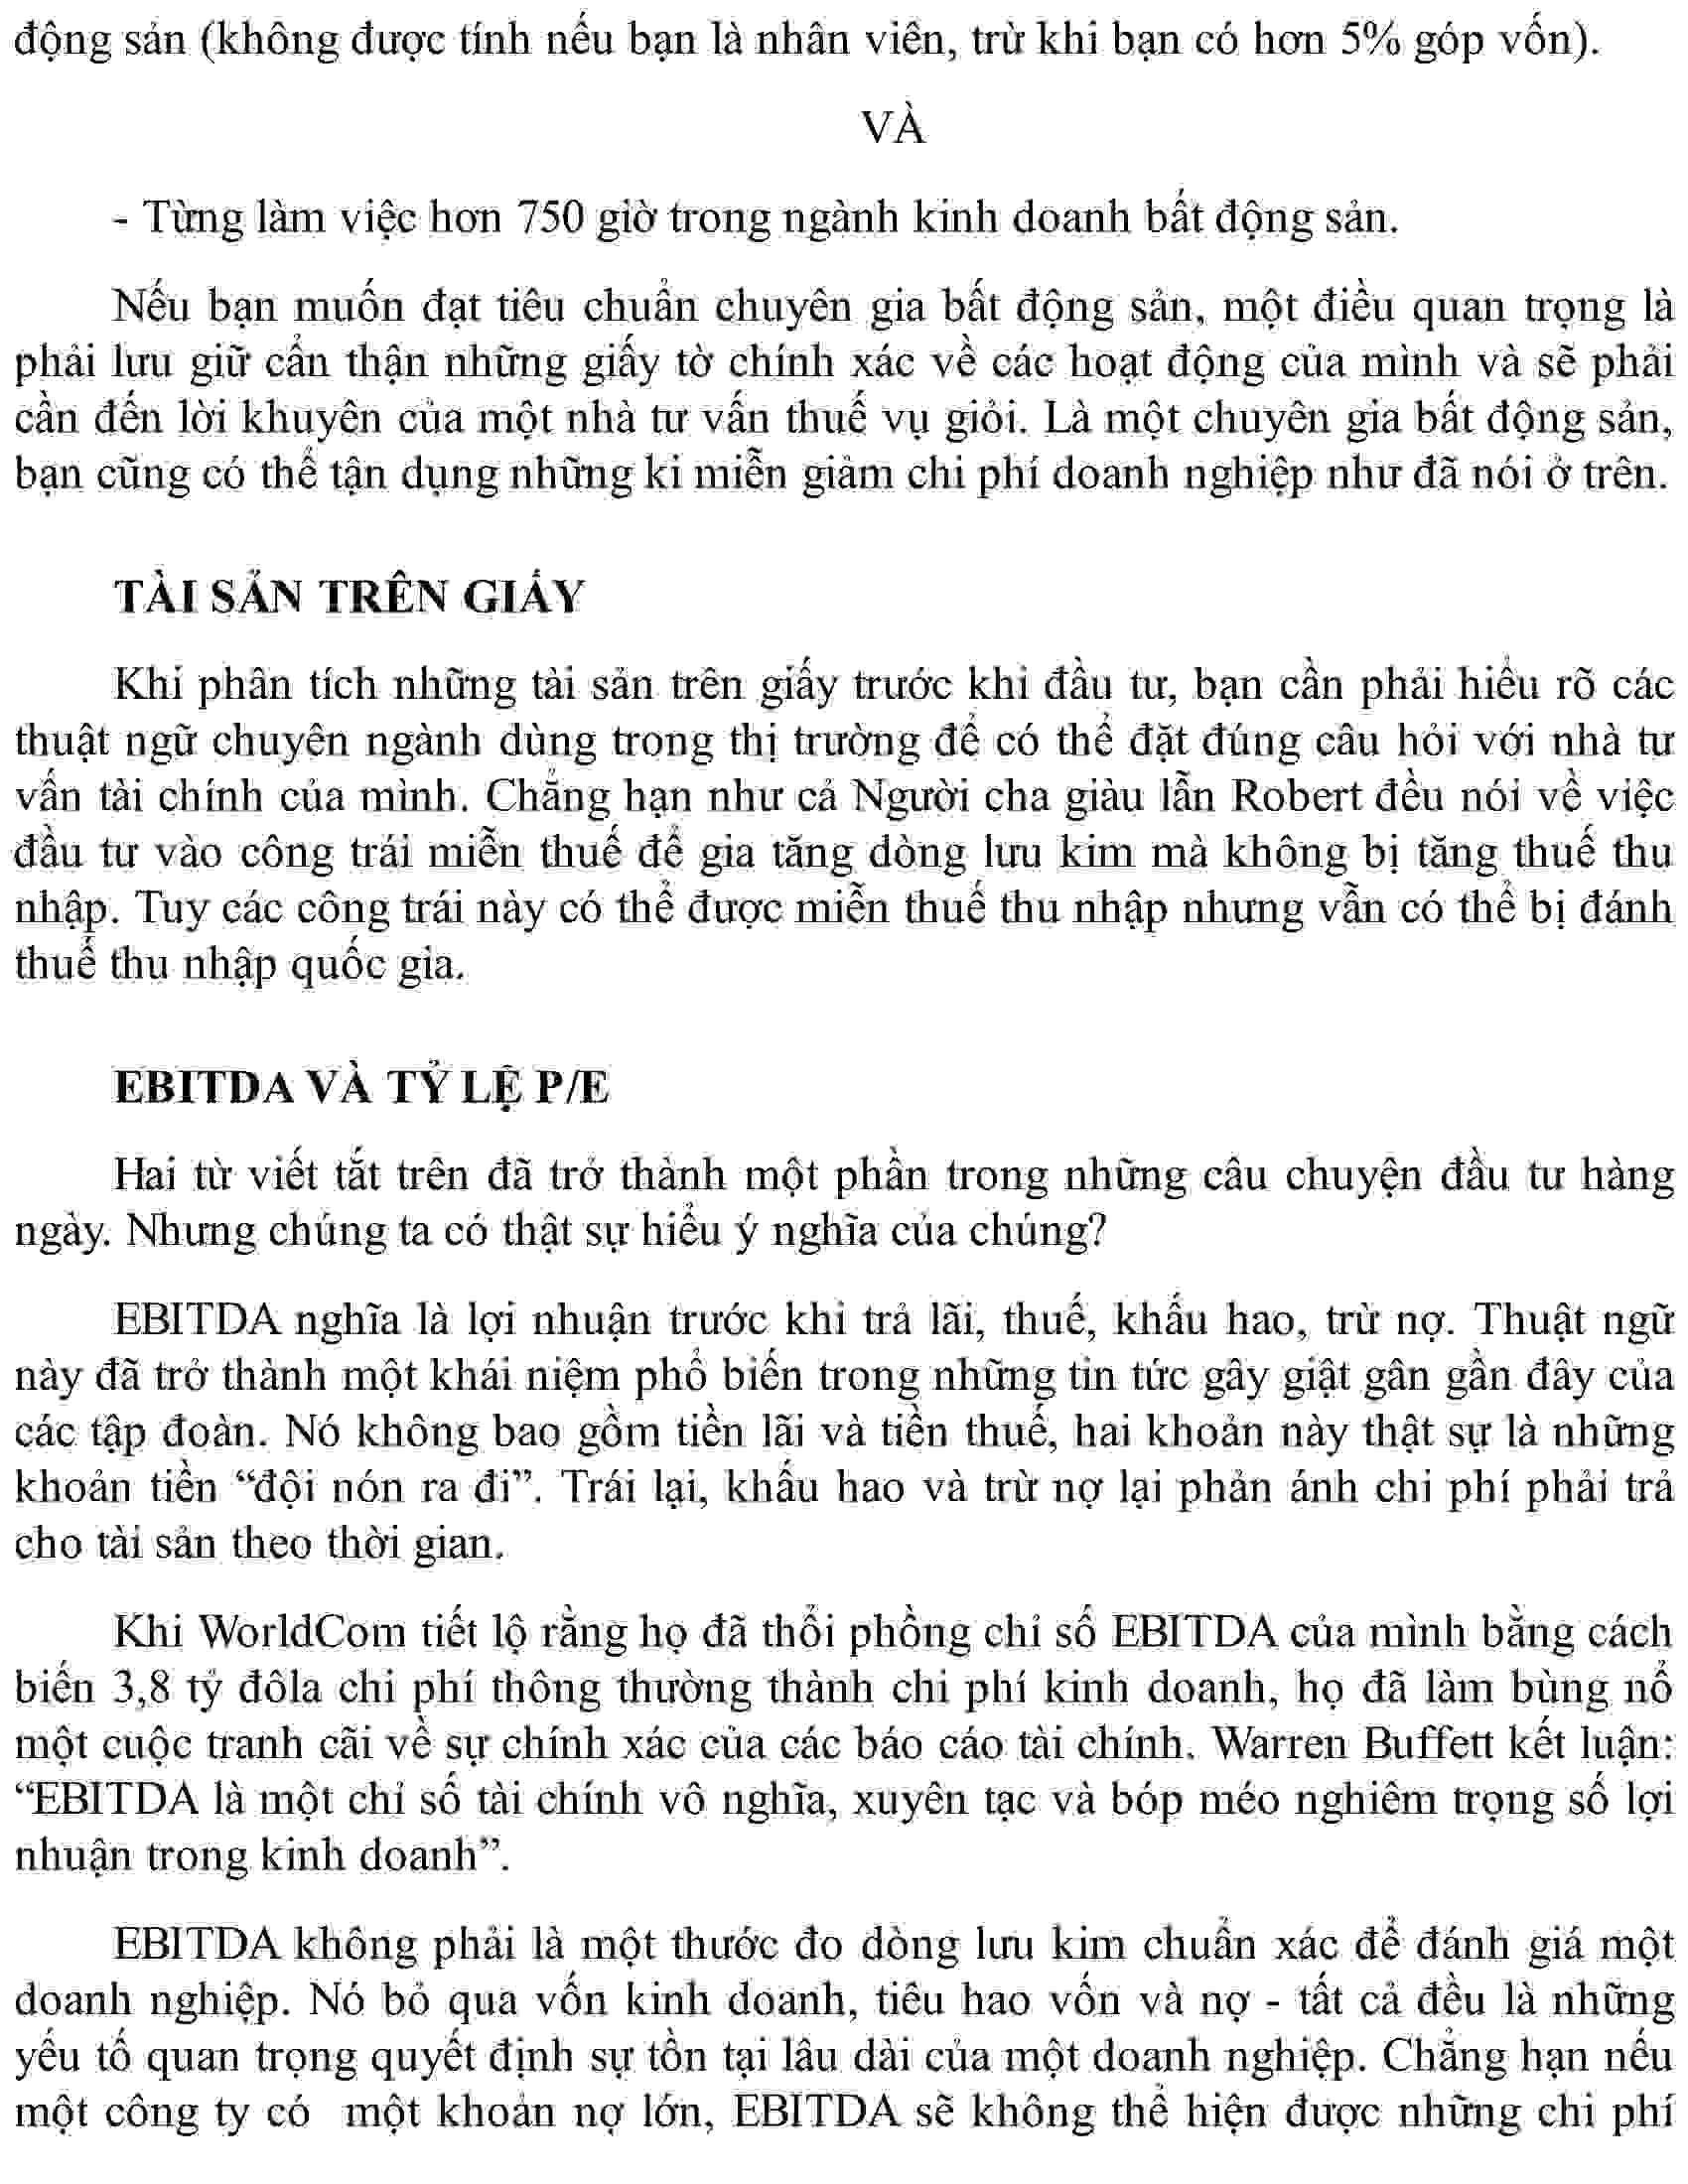 động sản (không được tính nếu bạn là nhân viên, trừ khi bạn có hơn 5% góp vốn).
VÀ
- Từng làm việc hơn 750 giờ trong ngành kinh doanh bất động sản.
Nếu bạn muốn đạt tiêu chuẩn chuyên gia bất động sản, một điều quan trọng là
phải lưu giữ cẩn thận những giấy tờ chính xác về các hoạt động của mình và sẽ phải
cần đến lời khuyên của một nhà tư vấn thuế vụ giỏi. Là một chuyên gia bất động sản,
bạn cũng có thể tận dụng những ki miễn giảm chi phí doanh nghiệp như đã nói ở trên.
TÀI SẢN TRÊN GIẤY
Khi phân tích những tài sản trên giấy trước khi đầu tư, bạn cần phải hiểu rõ các
thuật ngữ chuyên ngành dùng trong thị trường để có thể đặt đúng câu hỏi với nhà tư
vấn tài chính của mình. Chẳng hạn như cả Người cha giàu lẫn Robert đều nói về việc
đầu tư vào công trái miễn thuế để gia tăng dòng lưu kim mà không bị tăng thuế thu
nhập. Tuy các công trái này có thể được miễn thuế thu nhập nhưng vẫn có thể bị đánh
thuế thu nhập quốc gia.
EBITDA VÀ TỶ LỆ P/E
Hai từ viết tắt trên đã trở thành một phần trong những câu chuyện đầu tư hàng
ngày. Nhưng chúng ta có thật sự hiểu ý nghĩa của chúng?
EBITDA nghĩa là lợi nhuận trước khi trả lãi, thuế, khấu hao, trừ nợ. Thuật ngữ
này đã trở thành một khái niệm phổ biến trong những tin tức gây giật gân gần đây của
các tập đoàn. Nó không bao gồm tiền lãi và tiền thuế, hai khoản này thật sự là những
khoản tiền “đội nón ra đi”. Trái lại, khấu hao và trừ nợ lại phản ánh chi phí phải trả
cho tài sản theo thời gian.
Khi WorldCom tiết lộ rằng họ đã thổi phồng chỉ số EBITDA của mình bằng cách
biến 3,8 tỷ đôla chi phí thông thường thành chi phí kinh doanh, họ đã làm bùng nổ
một cuộc tranh cãi về sự chính xác của các báo cáo tài chính. Warren Buffett kết luận:
“EBITDA là một chỉ số tài chính vô nghĩa, xuyên tạc và bóp méo nghiêm trọng số lợi
nhuận trong kinh doanh”.
EBITDA không phải là một thước đo dòng lưu kim chuẩn xác để đánh giá một
doanh nghiệp. Nó bỏ qua vốn kinh doanh, tiêu hao vốn và nợ - tất cả đều là những
yếu tố quan trọng quyết định sự tồn tại lâu dài của một doanh nghiệp. Chẳng hạn nếu
một công ty có một khoản nợ lớn, EBITDA sẽ không thể hiện được những chi phí